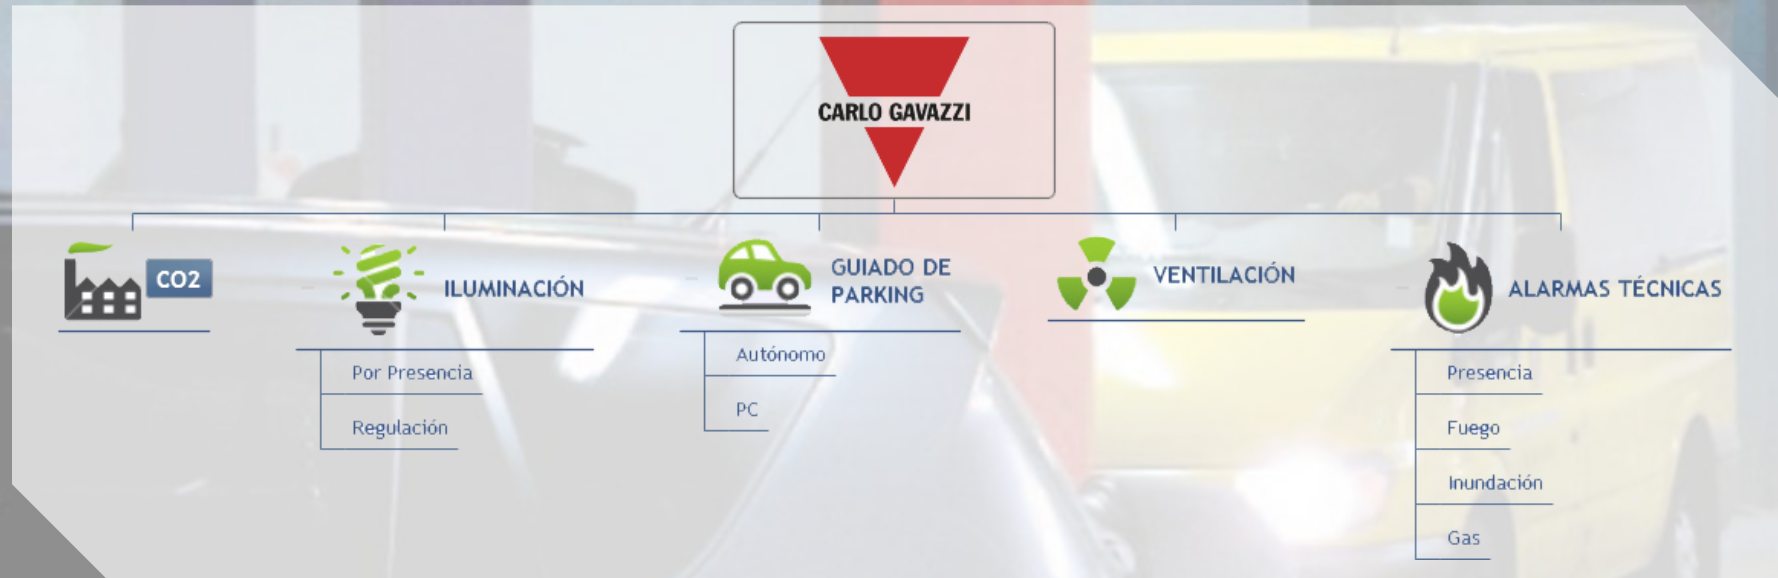 CARLO GAVAZZI
CO2
ILUMINACIÓN
Por Presencia
Regulación
GUIADO DE
PARKING
Autónomo
PC
VENTILACIÓN
ALARMAS TÉCNICAS
Presencia
Fuego
Inundación
Gas